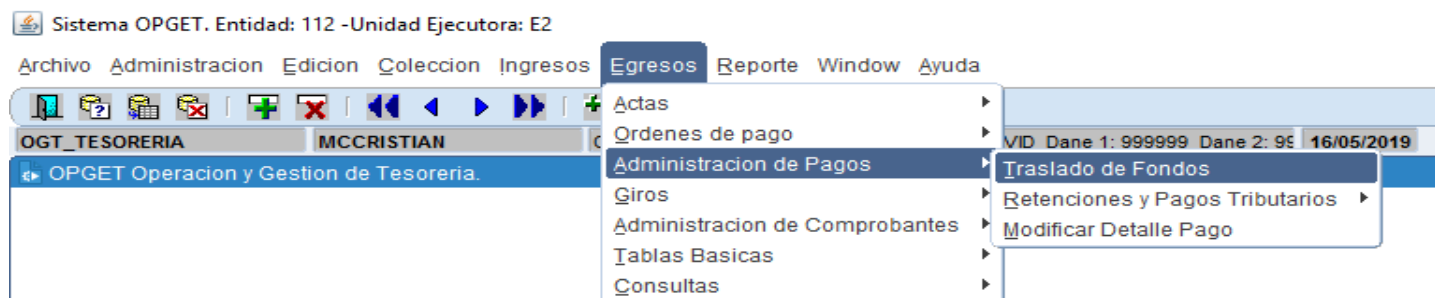 Sistema OPGET. Entidad: 112 -Unidad Ejecutora: E2
Archivo Administracion Edicion Coleccion Ingresos Egresos Reporte Window Ayuda
Actas
OGT_TESORERIA MCCRISTIAN Ordenes de pago VID Dane 1: 999999 Dane 2: 99 16/05/2019
OPGET Operacion y Gestion de Tesoreria. Administracion de Pagos Traslado de Fondos
Giros Retenciones y Pagos Tributarios
Administracion de Comprobantes Modificar Detalle Pago
Tablas Basicas
Consultas